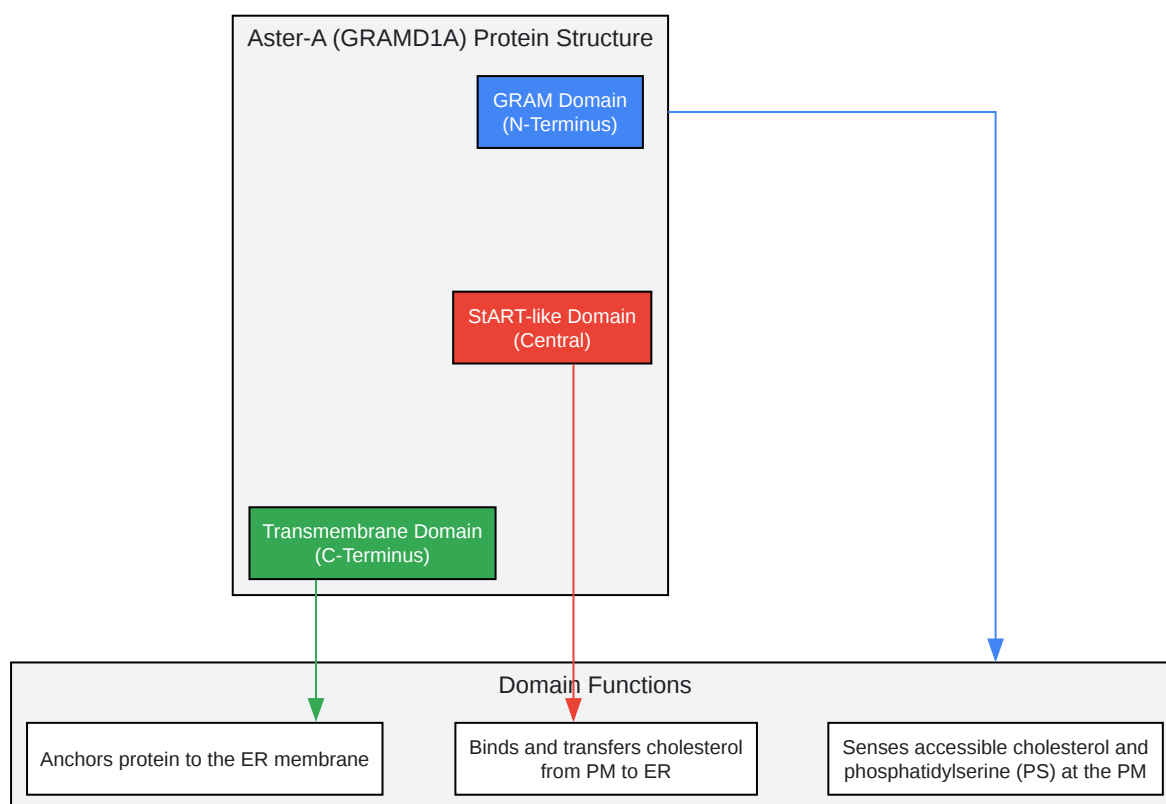 Aster-A (GRAMD1A) Protein Structure
GRAM Domain
(N-Terminus)
StART-like Domain
(Central)
Transmembrane Domain
(C-Terminus)
Domain Functions
Anchors protein to the ER membrane
Binds and transfers cholesterol
from PM to ER
Senses accessible cholesterol and
phosphatidylserine (PS) at the PM